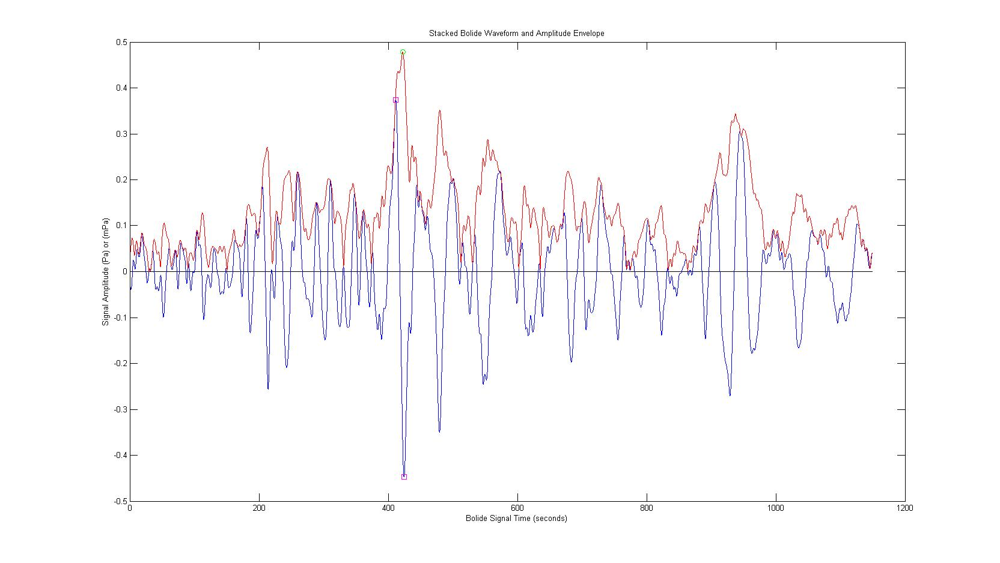 Stacked Bolide Waveform and Amplitude Envelope
0.5
0.4
0.3
0.2
0.1
0
-0.1
-0.2
-0.3
-0.4
-0.5
Signal Amplitude (Pa) or (mPa)
0 200 400 600 800 1000 1200
Bolide Signal Time (seconds)